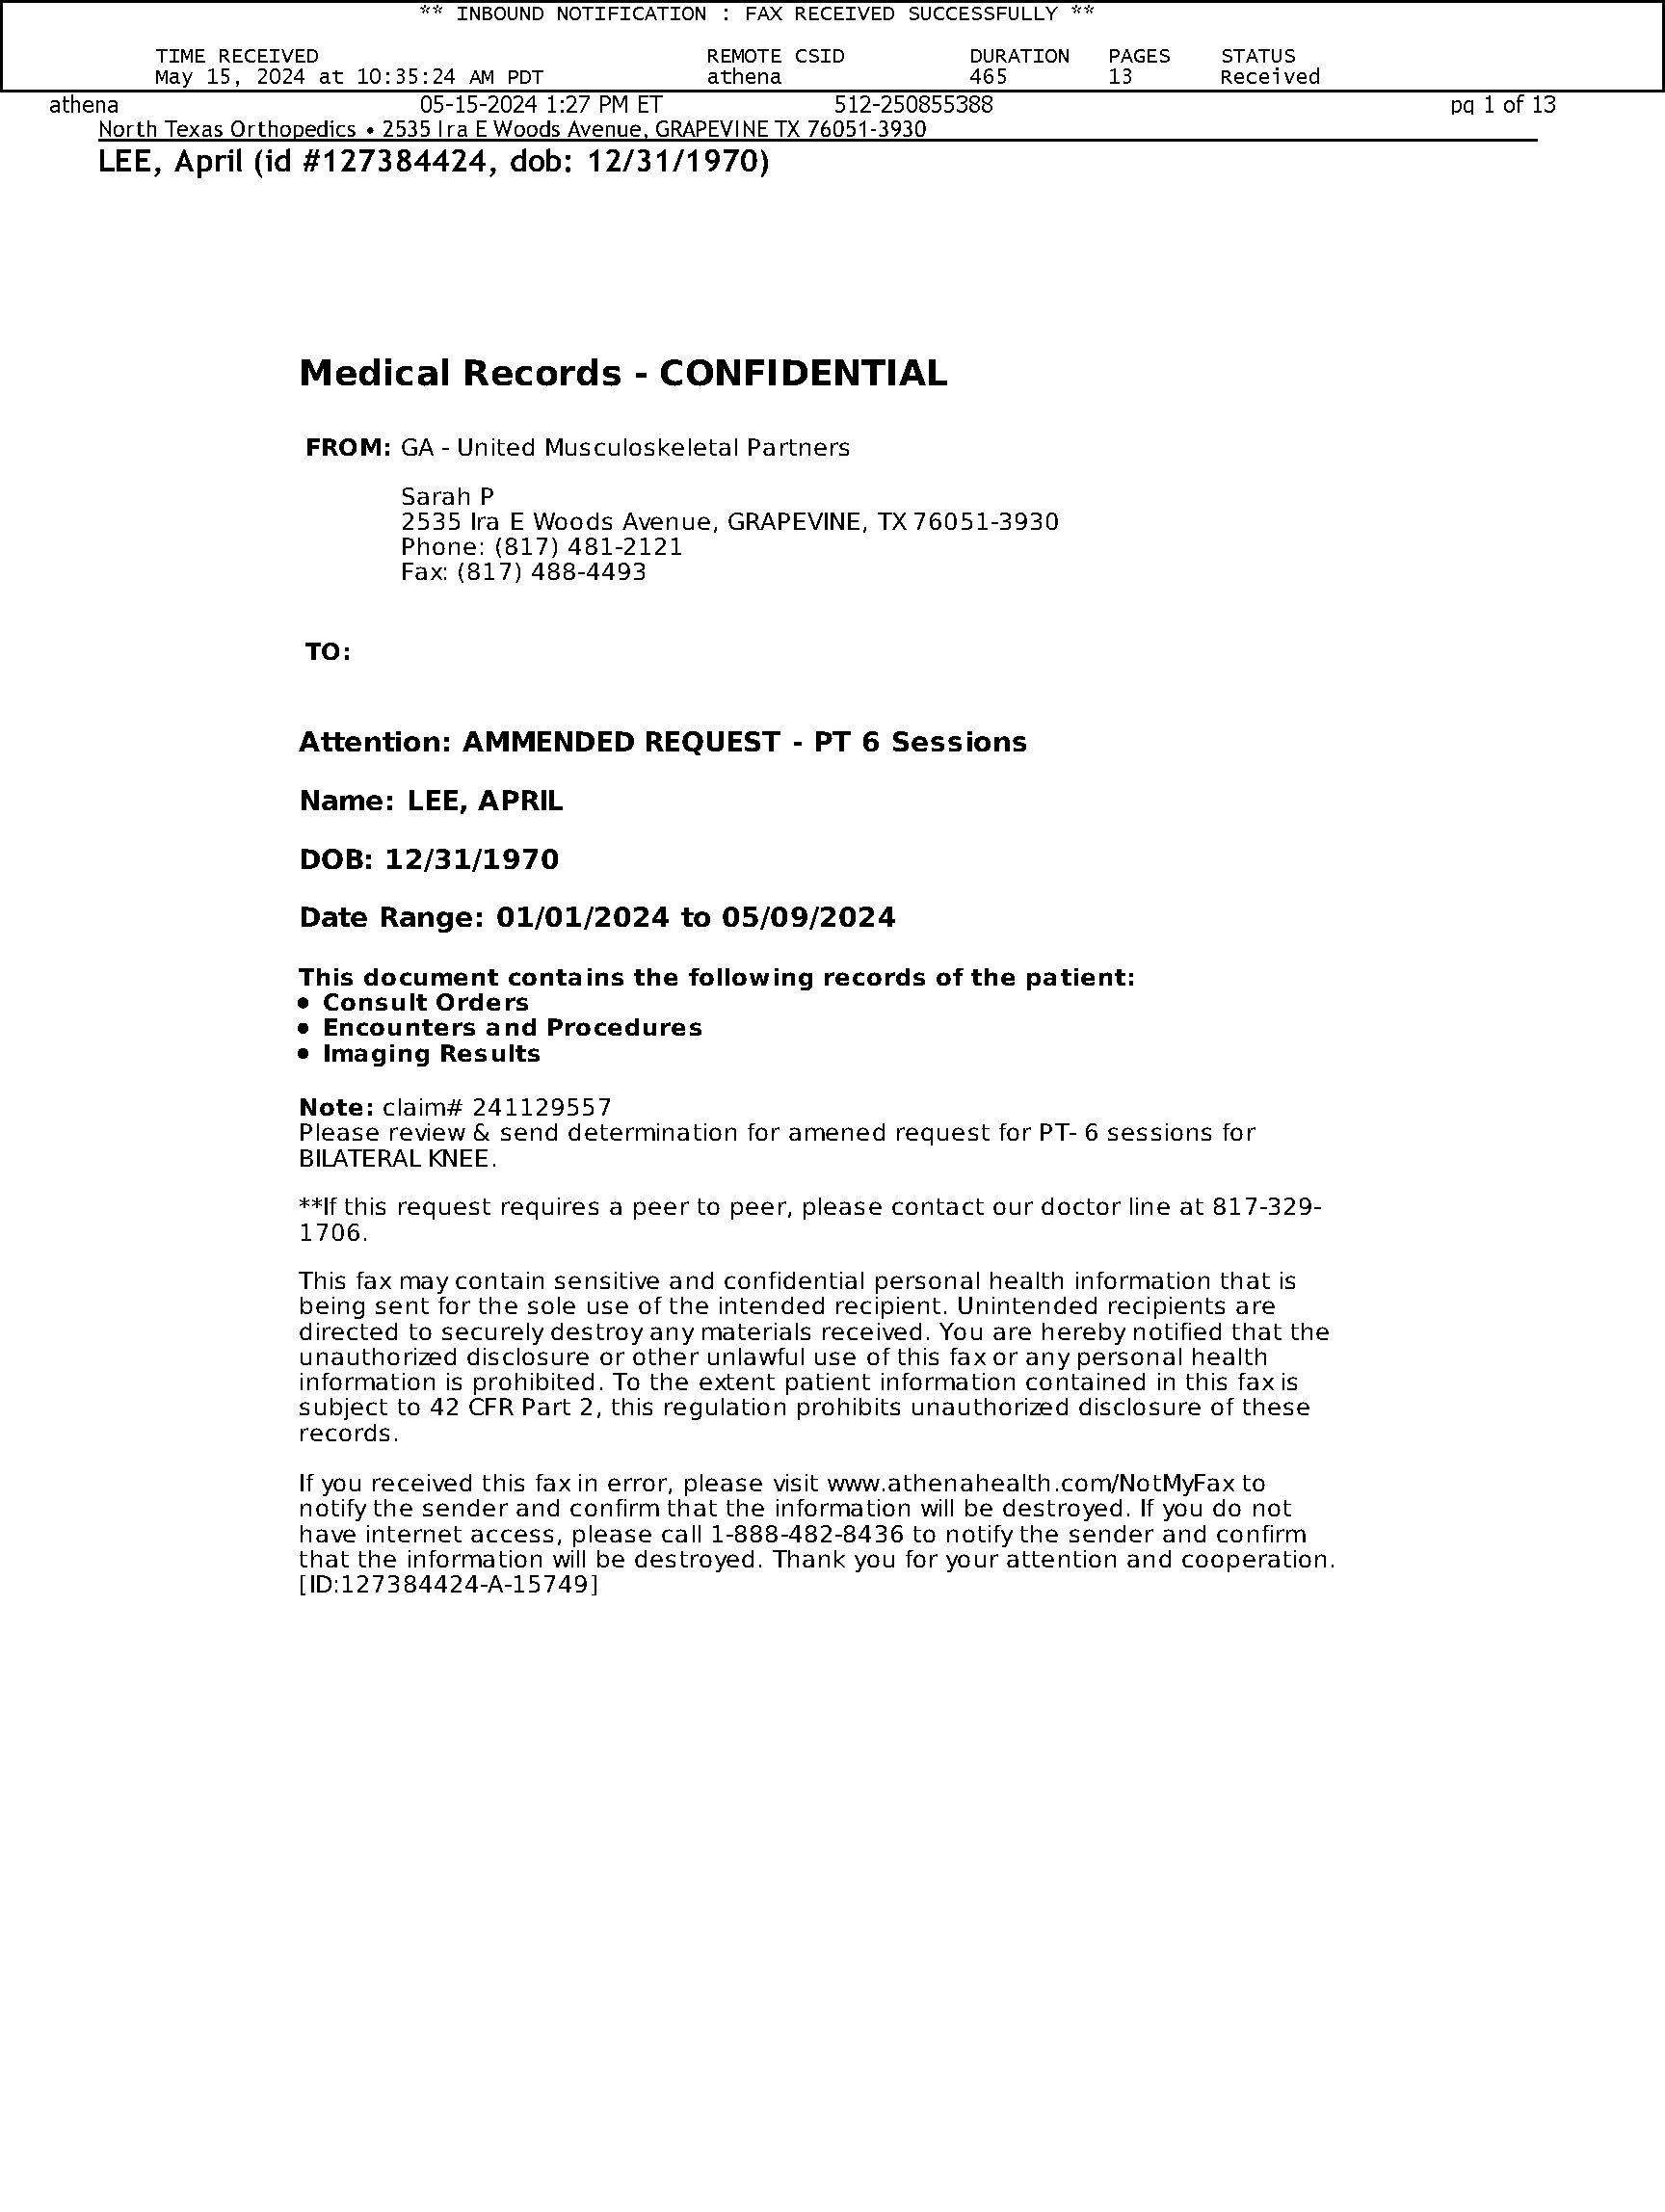 ** INBOUND NOTIFICATION : FAX RECEIVED SUCCESSFULLY **
TIME RECEIVED REMOTE CSID DURATION PAGES STATUS
May 15, 2024 at 10:35:24 AM PDT athena 465 13 Received
athena 05-15-2024 1:27 PM ET 512-250855388 pg 1 of 13
North Texas Orthopedics • 2535 Ira E Woods Avenue, GRAPEVINE TX 76051-3930
LEE, April (id #127384424, dob: 12/31/1970)
Medical Records - CONFIDENTIAL
FROM: GA - United Musculoskeletal Partners
Sarah P
2535 Ira E Woods Avenue, GRAPEVINE, TX 76051-3930
Phone: (817) 481-2121
Fax: (817) 488-4493
TO:
Attention: AMMENDED REQUEST - PT 6 Sessions
Name: LEE, APRIL
DOB: 12/31/1970
Date Range: 01/01/2024 to 05/09/2024
This document contains the following records of the patient:
• Consult Orders
• Encounters and Procedures
• Imaging Results
Note: claim# 241129557
Please review & send determination for amened request for PT- 6 sessions for
BILATERAL KNEE.
**If this request requires a peer to peer, please contact our doctor line at 817-329-
1706.
This fax may contain sensitive and confidential personal health information that is
being sent for the sole use of the intended recipient. Unintended recipients are
directed to securely destroy any materials received. You are hereby notified that the
unauthorized disclosure or other unlawful use of this fax or any personal health
information is prohibited. To the extent patient information contained in this fax is
subject to 42 CFR Part 2, this regulation prohibits unauthorized disclosure of these
records.
If you received this fax in error, please visit www.athenahealth.com/NotMyFax to
notify the sender and confirm that the information will be destroyed. If you do not
have internet access, please call 1-888-482-8436 to notify the sender and confirm
that the information will be destroyed. Thank you for your attention and cooperation.
[ID:127384424-A-15749]